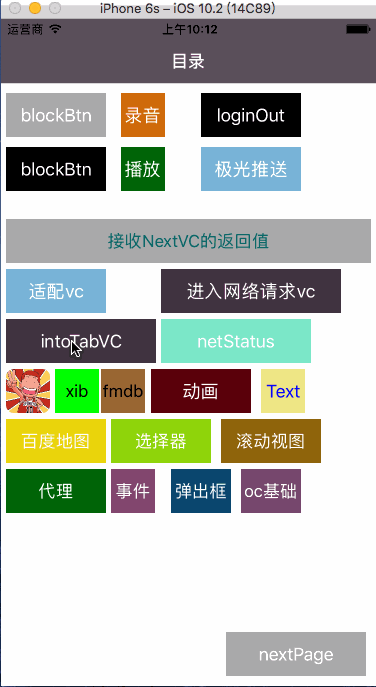 iPhone 6s – iOS 10.2 (14C89)
运营商 上午10:12
目录
blockBtn 录音 loginOut
blockBtn 播放 极光推送
接收NextVC的返回值
适配vc 进入网络请求vc
intoTabVC netStatus
xib fmdb 动画 Text
百度地图 选择器 滚动视图
代理 事件 弹出框 oc基础
nextPage